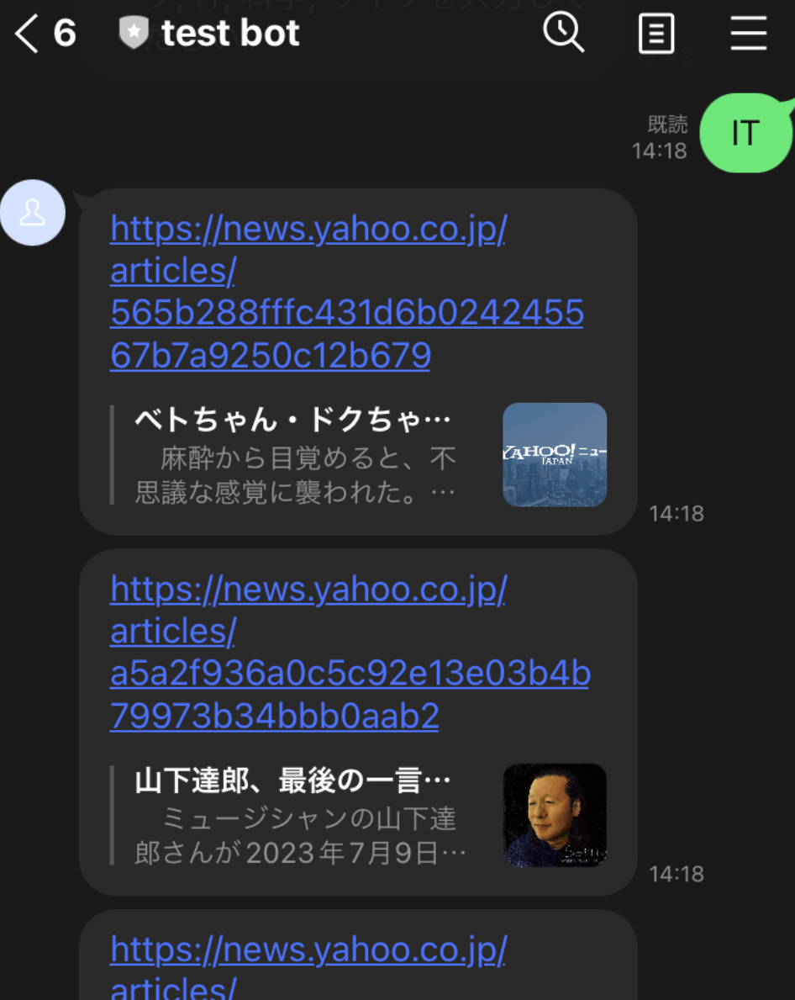 6 test bot
既読
14:18
IT
https://news.yahoo.co.jp/
articles/
565b288fffc431d6b0242455
67b7a9250c12b679
ベトちゃん・ドクちゃ…
麻酔から目覚めると、不
思議な感覚に襲われた。…
YAHOO! ニュー
JAPAN
14:18
https://news.yahoo.co.jp/
articles/
a5a2f936a0c5c92e13e03b4b
79973b34bbb0aab2
山下達郎、最後の一言…
ミュージシャンの山下達
郎さんが2023年7月9日…
14:18
https://news.yahoo.co.jp/
articles/